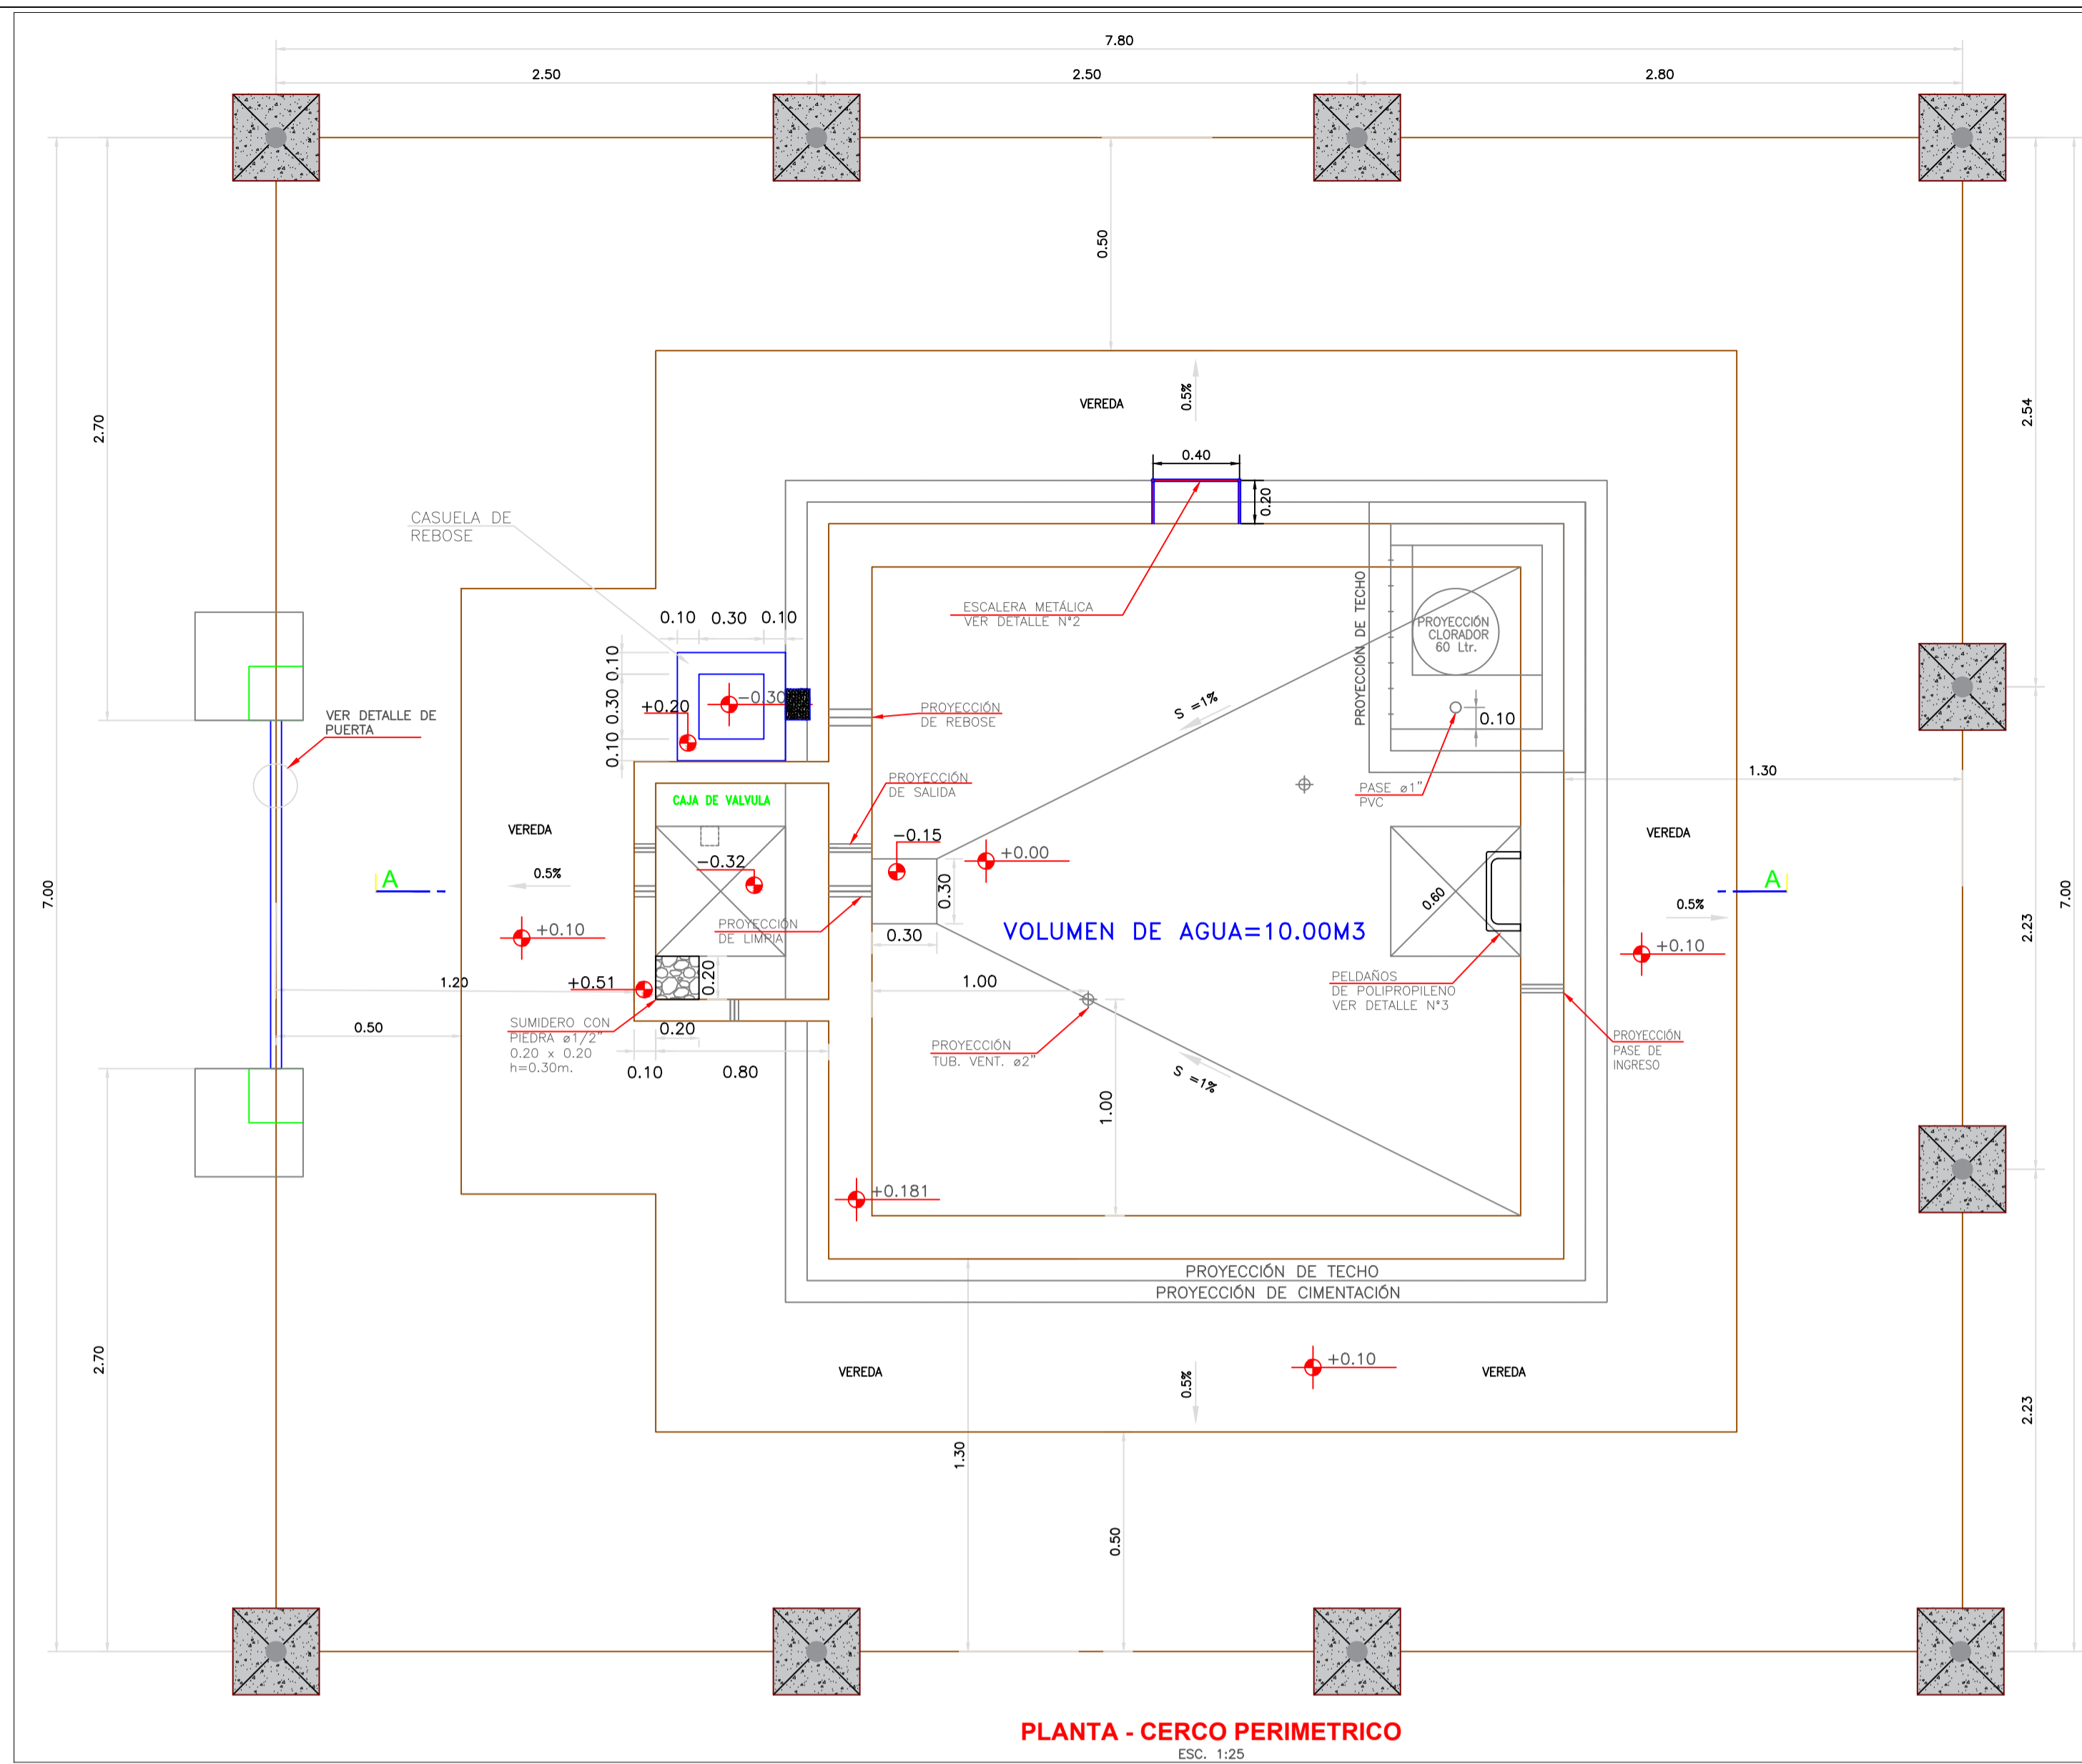 7.80
2.50
2.50
2.80
0.50
2.70
2.54
VEREDA
0.5%
0.40
0.20
CASUELA DE
REBOSE
ESCALERA METÁLICA
VER DETALLE N°2
PROYECCIÓN DE TECHO
PROYECCIÓN
CLORADOR
60 Ltr.
0.10
0.30
0.10
0.10
0.30
0.10
-0.30
+0.20
VER DETALLE DE
PUERTA
PROYECCIÓN
DE REBOSE
S =1%
0.10
PROYECCIÓN
DE SALIDA
PASE ø1"
PVC
1.30
CAJA DE VALVULA
VEREDA
VEREDA
-0.15
+0.00
-0.32
0.5%
A
A
7.00
7.00
0.30
0.60
0.5%
PROYECCIÓN
DE LIMPIA
VOLUMEN DE AGUA=10.00M3
2.23
+0.10
0.30
+0.10
1.20
+0.51
0.20
1.00
PELDAÑOS
DE POLIPROPILENO
VER DETALLE N°3
0.50
SUMIDERO CON
PIEDRA ø1/2"
0.20 x 0.20
h=0.30m.
0.20
PROYECCIÓN
TUB. VENT. ø2"
PROYECCIÓN
PASE DE
INGRESO
0.10
0.80
S =1%
1.00
+0.181
PROYECCIÓN DE TECHO
PROYECCIÓN DE CIMENTACIÓN
2.70
VEREDA
0.5%
+0.10
VEREDA
2.23
1.30
0.50
PLANTA - CERCO PERIMETRICO
ESC. 1:25